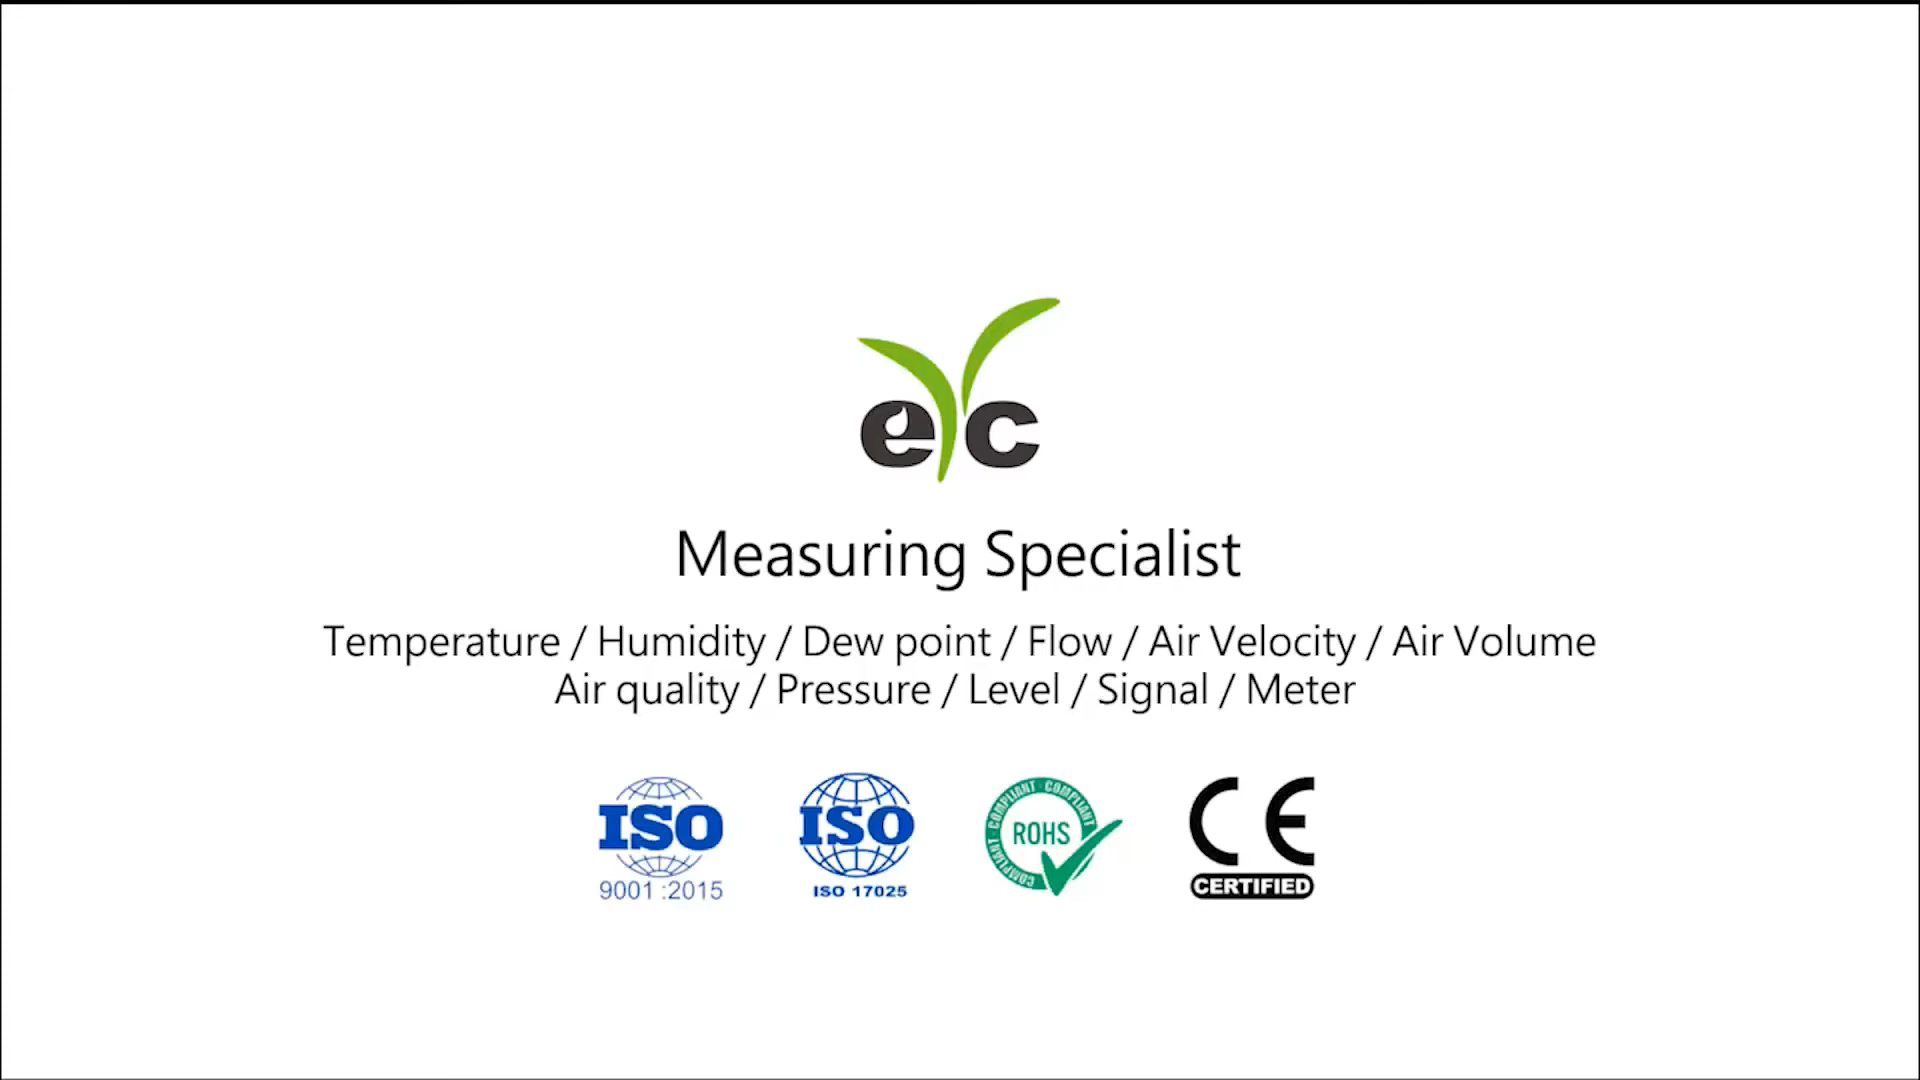 eyc
Measuring Specialist
Temperature / Humidity / Dew point / Flow / Air Velocity / Air Volume
Air quality / Pressure / Level / Signal / Meter
ISO
9001 :2015
ISO
ISO 17025
COMPLIANT COMPLIANT COMPLIANT
ROHS
CE
CERTIFIED